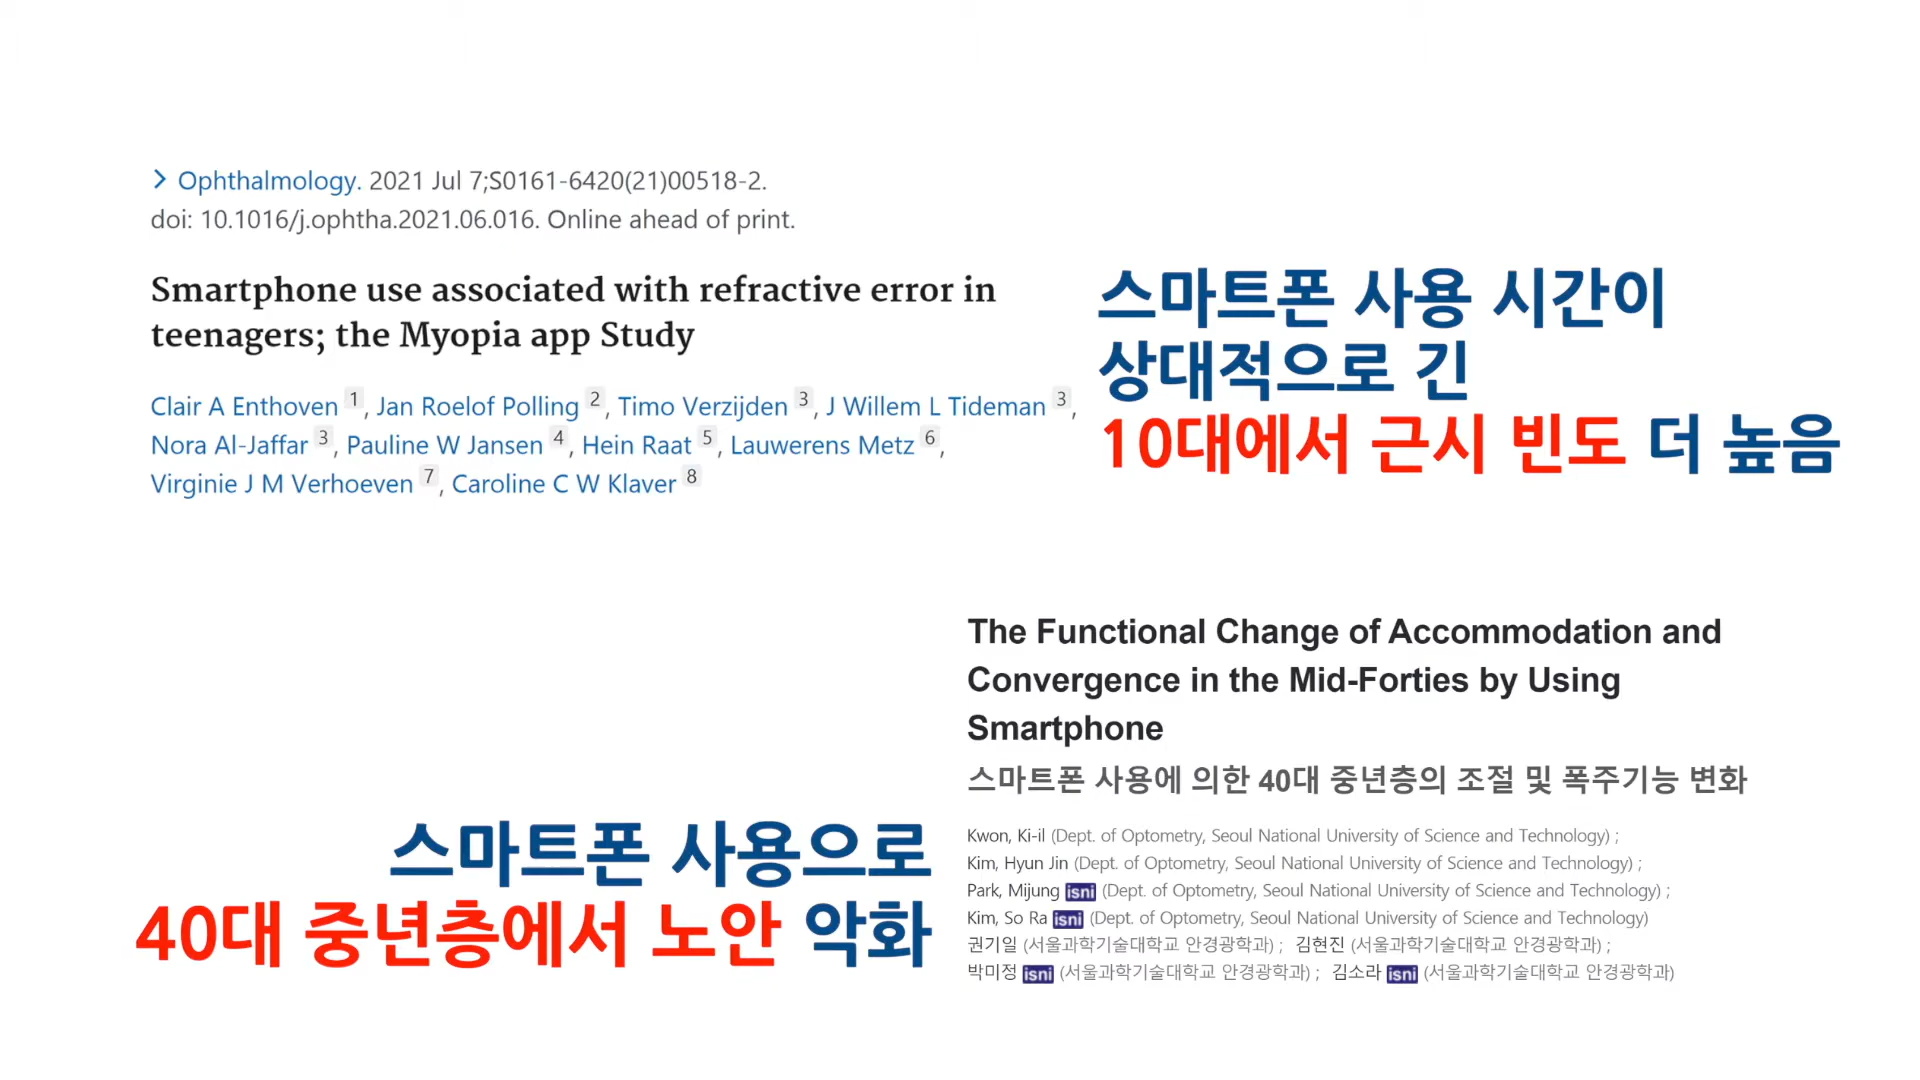 > Ophthalmology. 2021 Jul 7;S0161-6420(21)00518-2.
doi: 10.1016/j.ophtha.2021.06.016. Online ahead of print.
Smartphone use associated with refractive error in
teenagers; the Myopia app Study
Clair A Enthoven 1, Jan Roelof Polling 2, Timo Verzijden 3, J Willem L Tideman 3,
Nora Al-Jaffar 3, Pauline W Jansen 4, Hein Raat 5, Lauwerens Metz 6,
Virginie J M Verhoeven 7, Caroline C W Klaver 8
스마트폰 사용 시간이
상대적으로 긴
10대에서 근시 빈도 더 높음
The Functional Change of Accommodation and
Convergence in the Mid-Forties by Using
Smartphone
스마트폰 사용에 의한 40대 중년층의 조절 및 폭주기능 변화
Kwon, Ki-il (Dept. of Optometry, Seoul National University of Science and Technology) ;
Kim, Hyun Jin (Dept. of Optometry, Seoul National University of Science and Technology) ;
Park, Mijung isni (Dept. of Optometry, Seoul National University of Science and Technology) ;
Kim, So Ra isni (Dept. of Optometry, Seoul National University of Science and Technology)
권기일 (서울과학기술대학교 안경광학과) ; 김현진 (서울과학기술대학교 안경광학과) ;
박미정 isni (서울과학기술대학교 안경광학과) ; 김소라 isni (서울과학기술대학교 안경광학과)
스마트폰 사용으로
40대 중년층에서 노안 악화